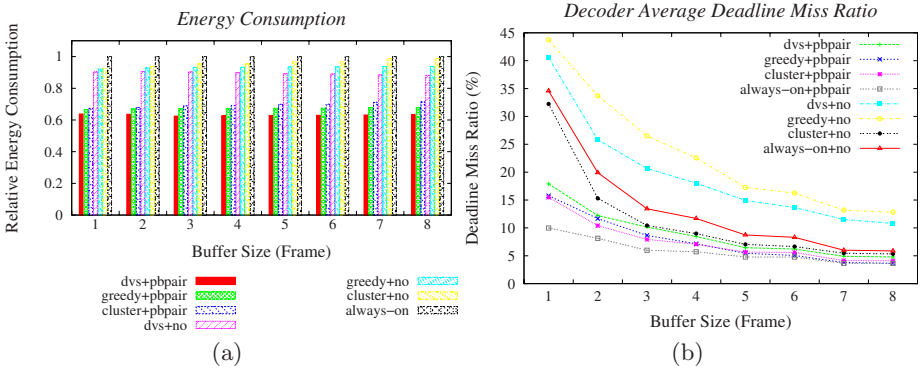 Energy Consumption
Relative Energy Consumption
1
0.8
0.6
0.4
0.2
0
1 2 3 4 5 6 7 8
Buffer Size (Frame)
dvs+pbpair
greedy+pbpair
cluster+pbpair
dvs+no
greedy+no
cluster+no
always−on
(a)
Decoder Average Deadline Miss Ratio
Deadline Miss Ratio (%)
45
40
35
30
25
20
15
10
5
0
dvs+pbpair
greedy+pbpair
cluster+pbpair
always−on+pbpair
dvs+no
greedy+no
cluster+no
always−on+no
1 2 3 4 5 6 7 8
Buffer Size (Frame)
(b)